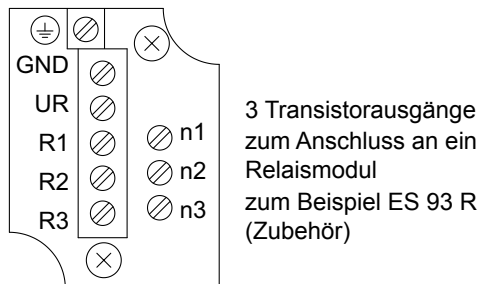 GND
UR
R1
R2
R3
n1
n2
n3
3 Transistorausgänge
zum Anschluss an ein
Relaismodul
zum Beispiel ES 93 R
(Zubehör)